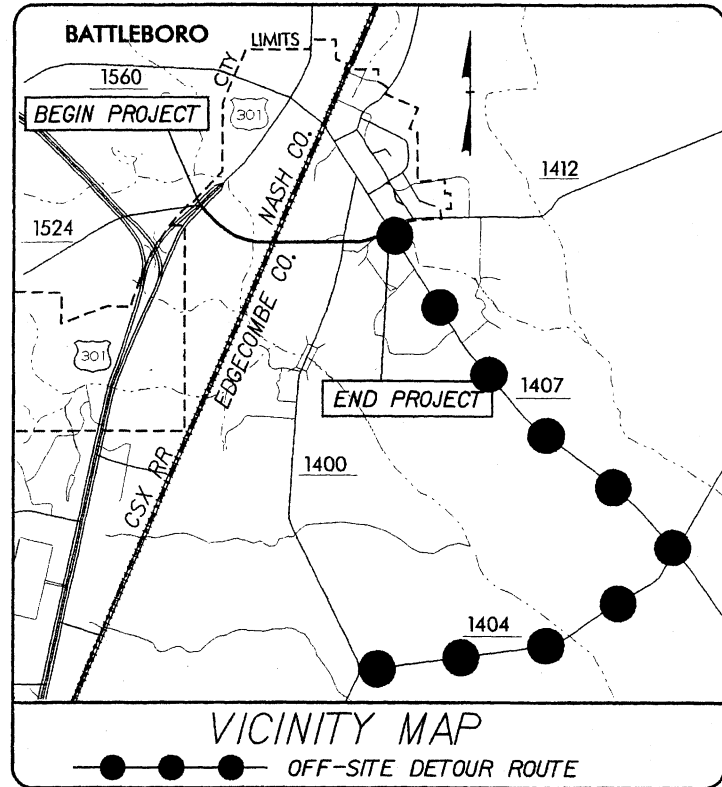 BATTLEBORO
CITY
LIMITS
1560
301
BEGIN PROJECT
NASH CO.
1412
1524
EDGECOMBE CO.
301
END PROJECT
1407
CSX RR
1400
1404
VICINITY MAP
OFF-SITE DETOUR ROUTE